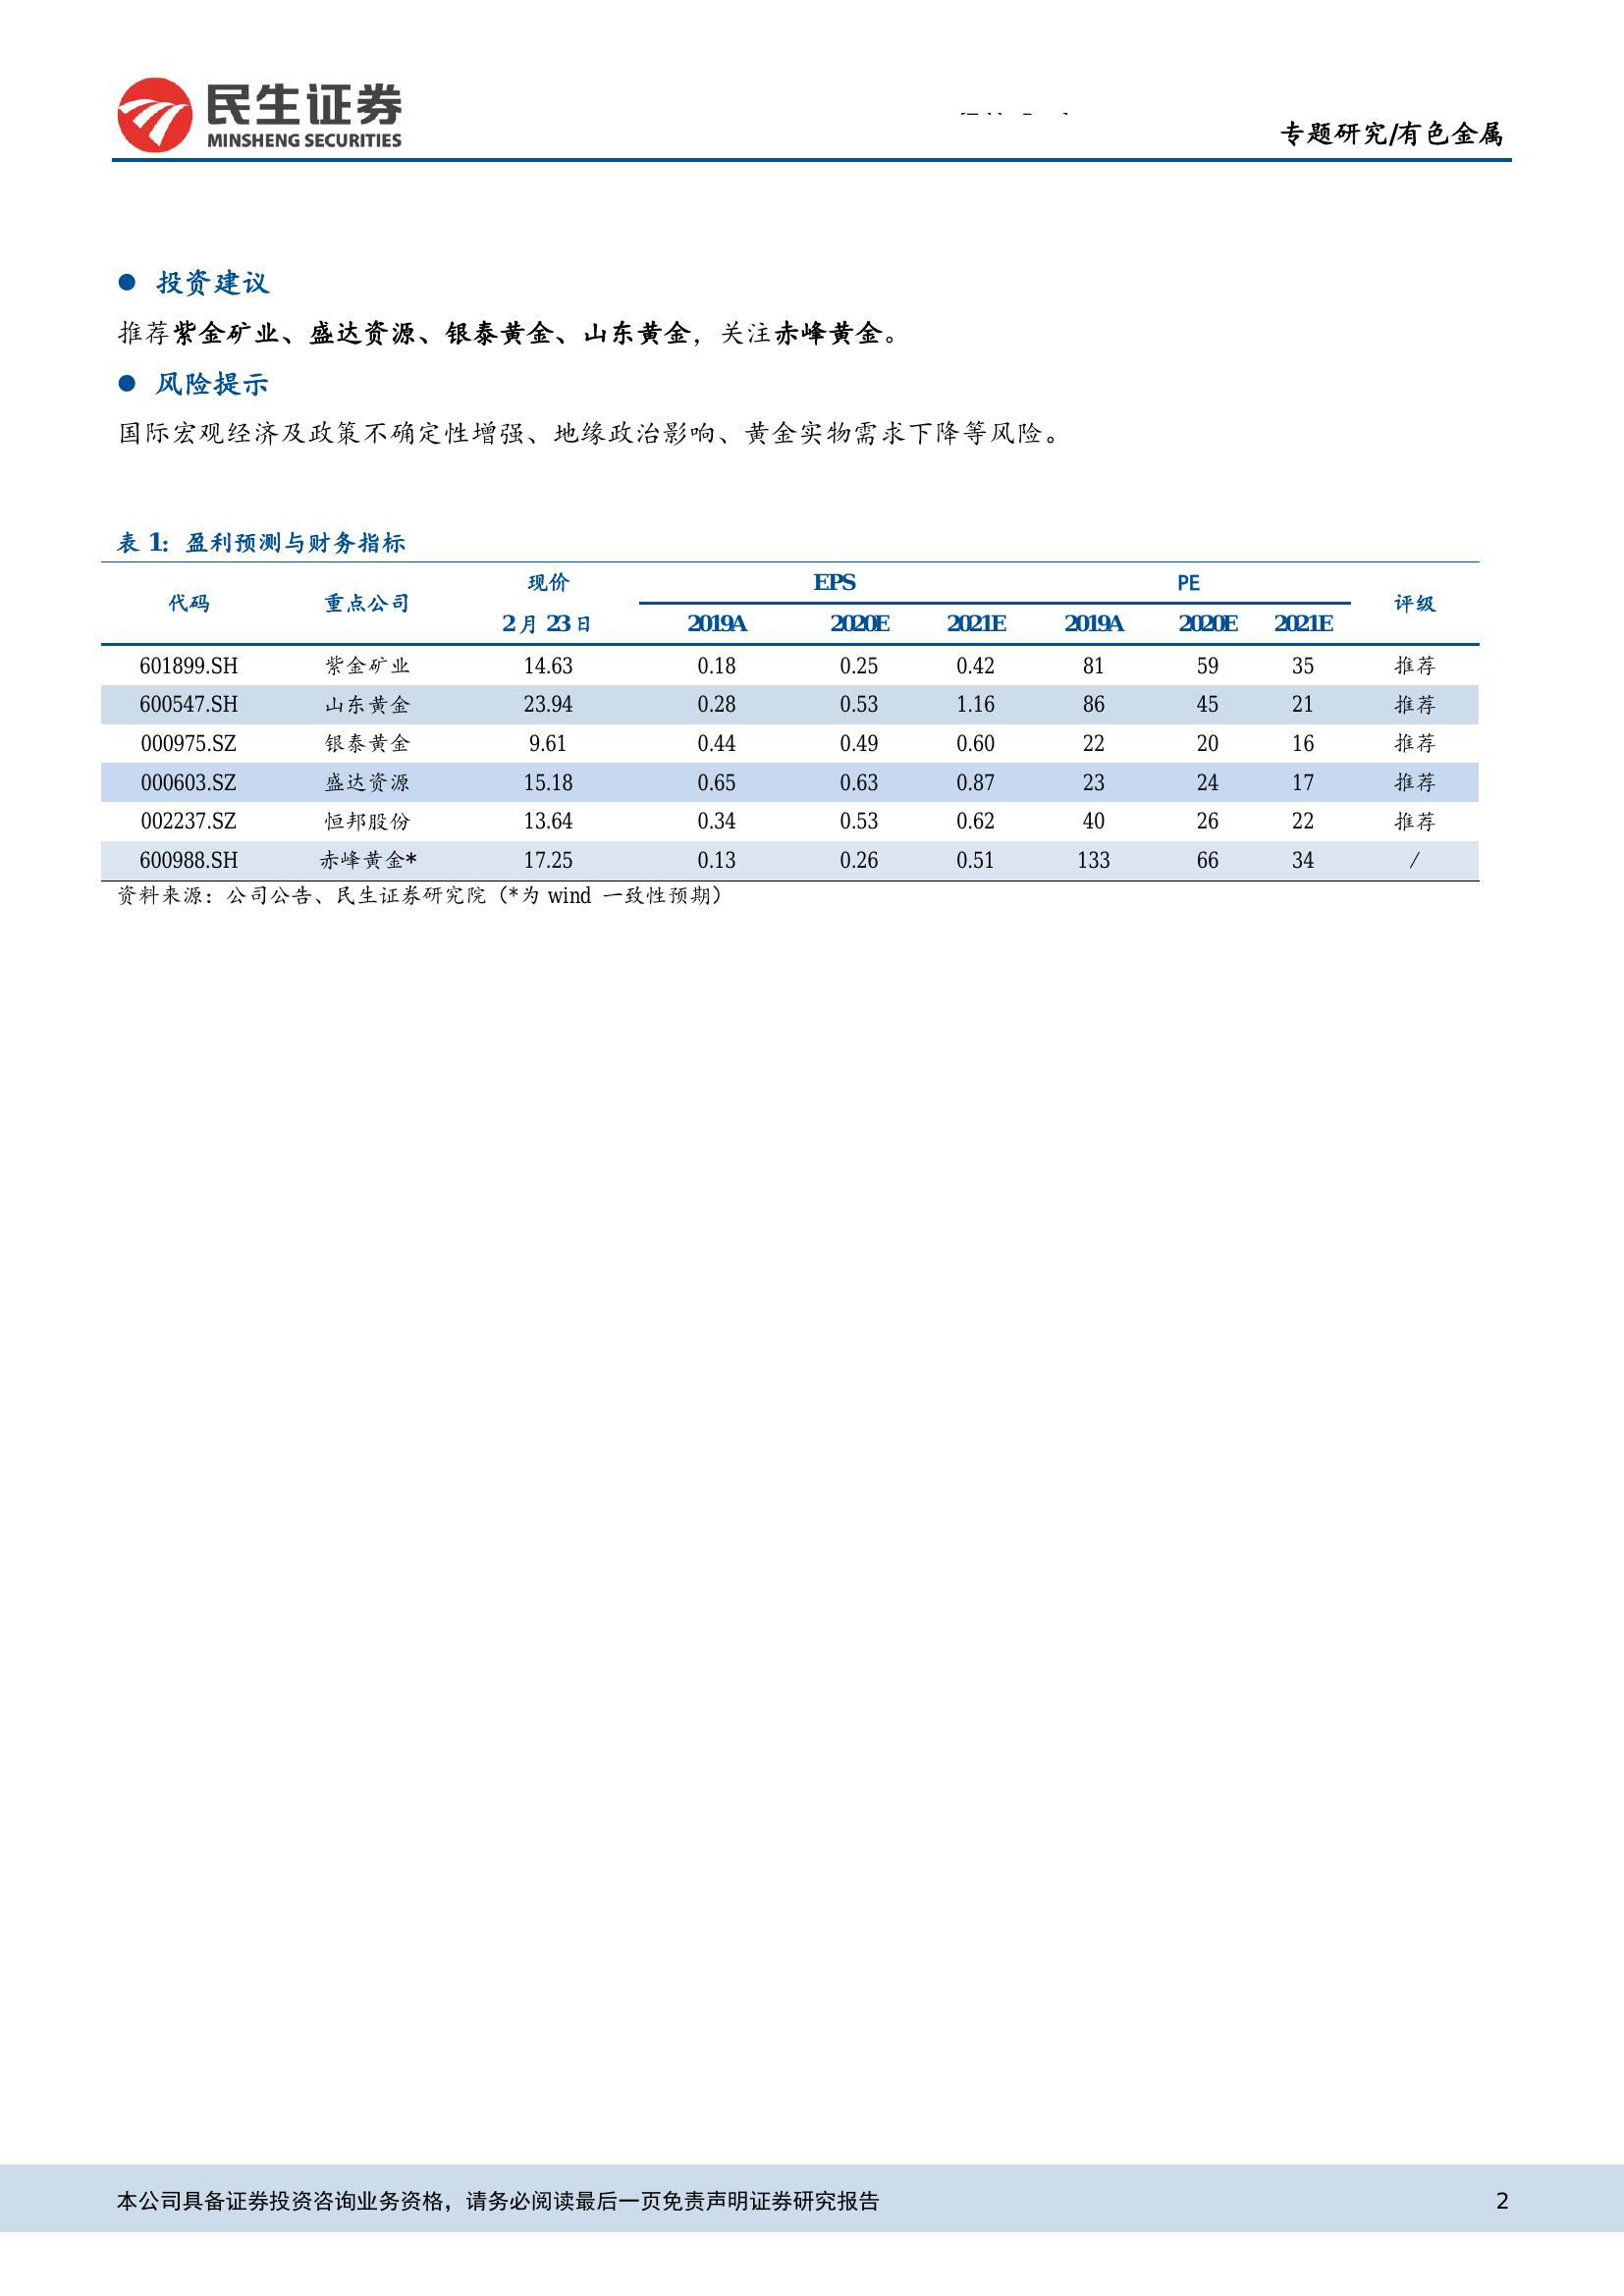 民生证券
MINSHENG SECURITIES
专题研究/有色金属
● 投资建议
推荐紫金矿业、盛达资源、银泰黄金、山东黄金，关注赤峰黄金。
● 风险提示
国际宏观经济及政策不确定性增强、地缘政治影响、黄金实物需求下降等风险。
表 1：盈利预测与财务指标
代码 重点公司 现价 EPS PE 评级
2 月 23 日 2019A 2020E 2021E 2019A 2020E 2021E
601899.SH 紫金矿业 14.63 0.18 0.25 0.42 81 59 35 推荐
600547.SH 山东黄金 23.94 0.28 0.53 1.16 86 45 21 推荐
000975.SZ 银泰黄金 9.61 0.44 0.49 0.60 22 20 16 推荐
000603.SZ 盛达资源 15.18 0.65 0.63 0.87 23 24 17 推荐
002237.SZ 恒邦股份 13.64 0.34 0.53 0.62 40 26 22 推荐
600988.SH 赤峰黄金* 17.25 0.13 0.26 0.51 133 66 34 /
资料来源：公司公告、民生证券研究院（*为 wind 一致性预期）
本公司具备证券投资咨询业务资格，请务必阅读最后一页免责声明证券研究报告 2